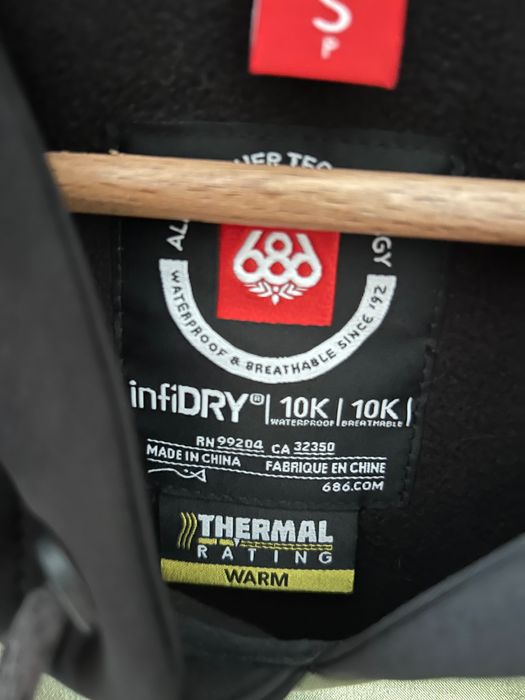 S
P
686
WATERPROOF & BREATHABLE SINCE '92
infiDRY® 10K 10K
WATERPROOF BREATHABLE
RN 99204 CA 32350
MADE IN CHINA FABRIQUE EN CHINE
686.COM
THERMAL
RATING
WARM